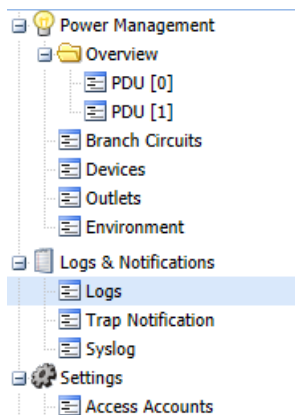 Power Management
Overview
PDU [0]
PDU [1]
Branch Circuits
Devices
Outlets
Environment
Logs & Notifications
Logs
Trap Notification
Syslog
Settings
Access Accounts